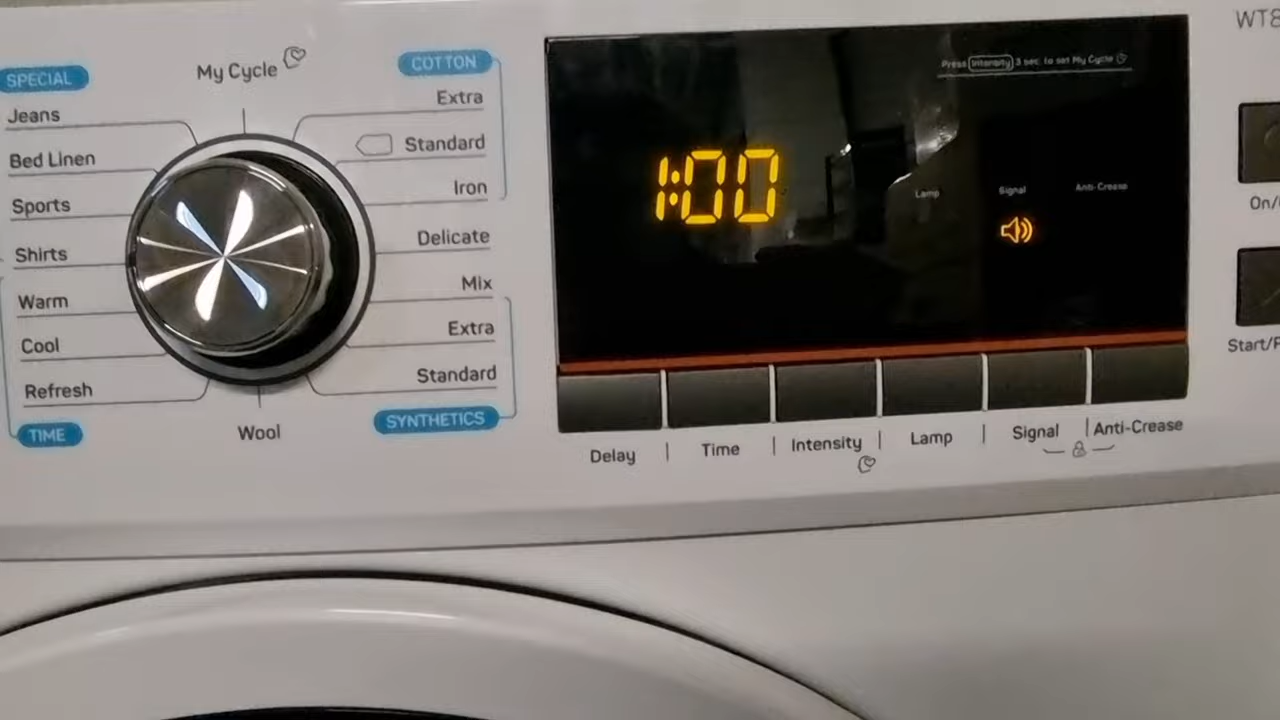 My Cycle
SPECIAL
Jeans
Bed Linen
Sports
Shirts
Warm
Cool
Refresh
TIME
COTTON
Extra
Standard
Iron
Delicate
Mix
Extra
Standard
SYNTHETICS
Wool
Press Intensity 3 sec. to set My Cycle
1:00
Lamp
Signal
Anti-Crease
Delay | Time | Intensity | Lamp | Signal | Anti-Crease
WT8
On/
Start/P